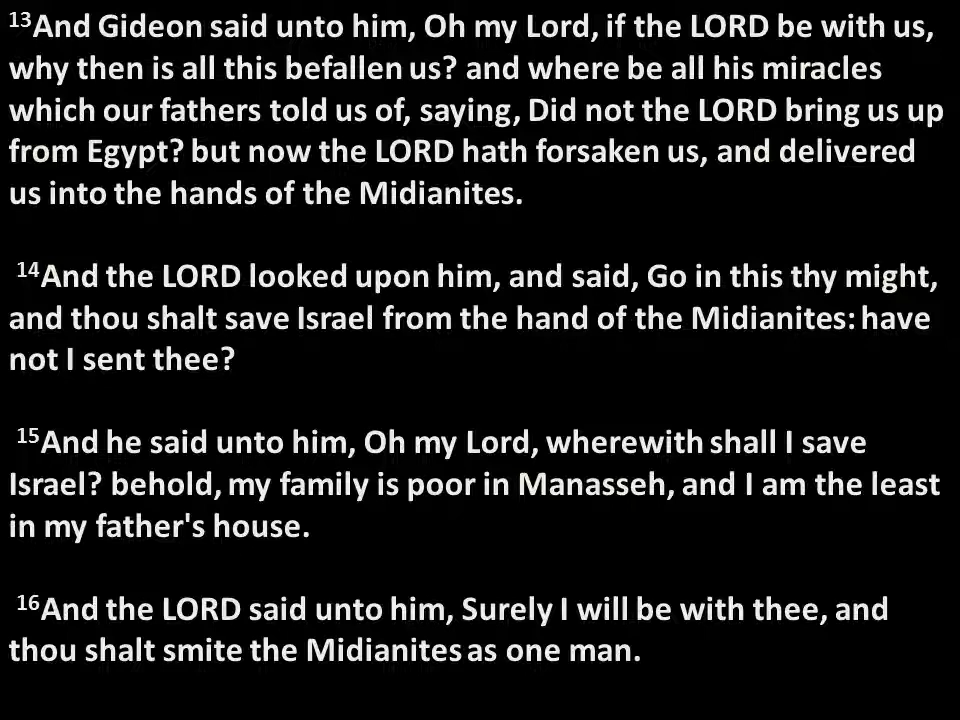 13And Gideon said unto him, Oh my Lord, if the LORD be with us,
why then is all this befallen us? and where be all his miracles
which our fathers told us of, saying, Did not the LORD bring us up
from Egypt? but now the LORD hath forsaken us, and delivered
us into the hands of the Midianites.
14And the LORD looked upon him, and said, Go in this thy might,
and thou shalt save Israel from the hand of the Midianites: have
not I sent thee?
15And he said unto him, Oh my Lord, wherewith shall I save
Israel? behold, my family is poor in Manasseh, and I am the least
in my father's house.
16And the LORD said unto him, Surely I will be with thee, and
thou shalt smite the Midianites as one man.